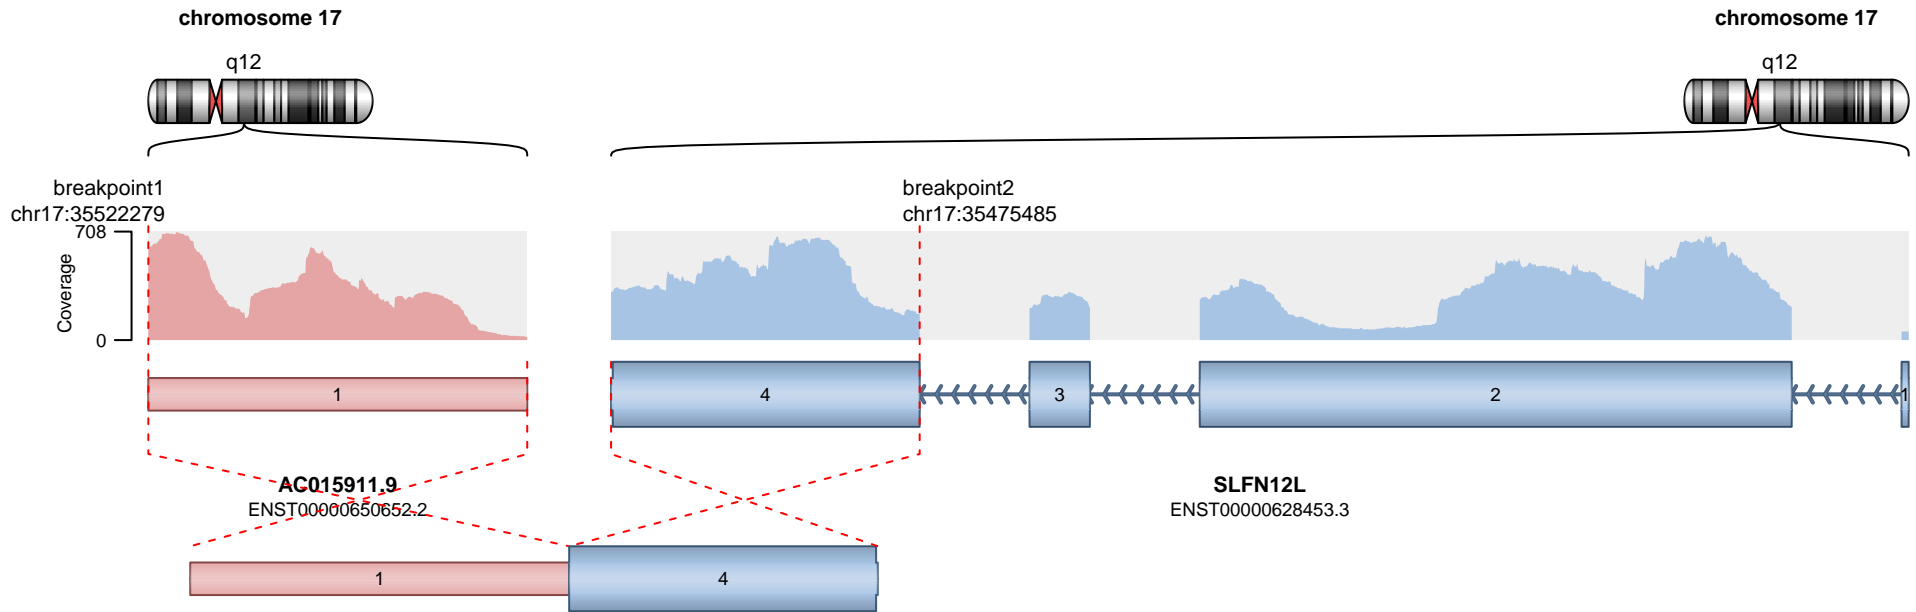 chromosome 17
chromosome 17
q12
q12
breakpoint1
chr17:35522279
breakpoint2
chr17:35475485
708
Coverage
0
1
4
3
2
1
AC015911.9
ENST00000650652.2
SLFN12L
ENST00000628453.3
1
4